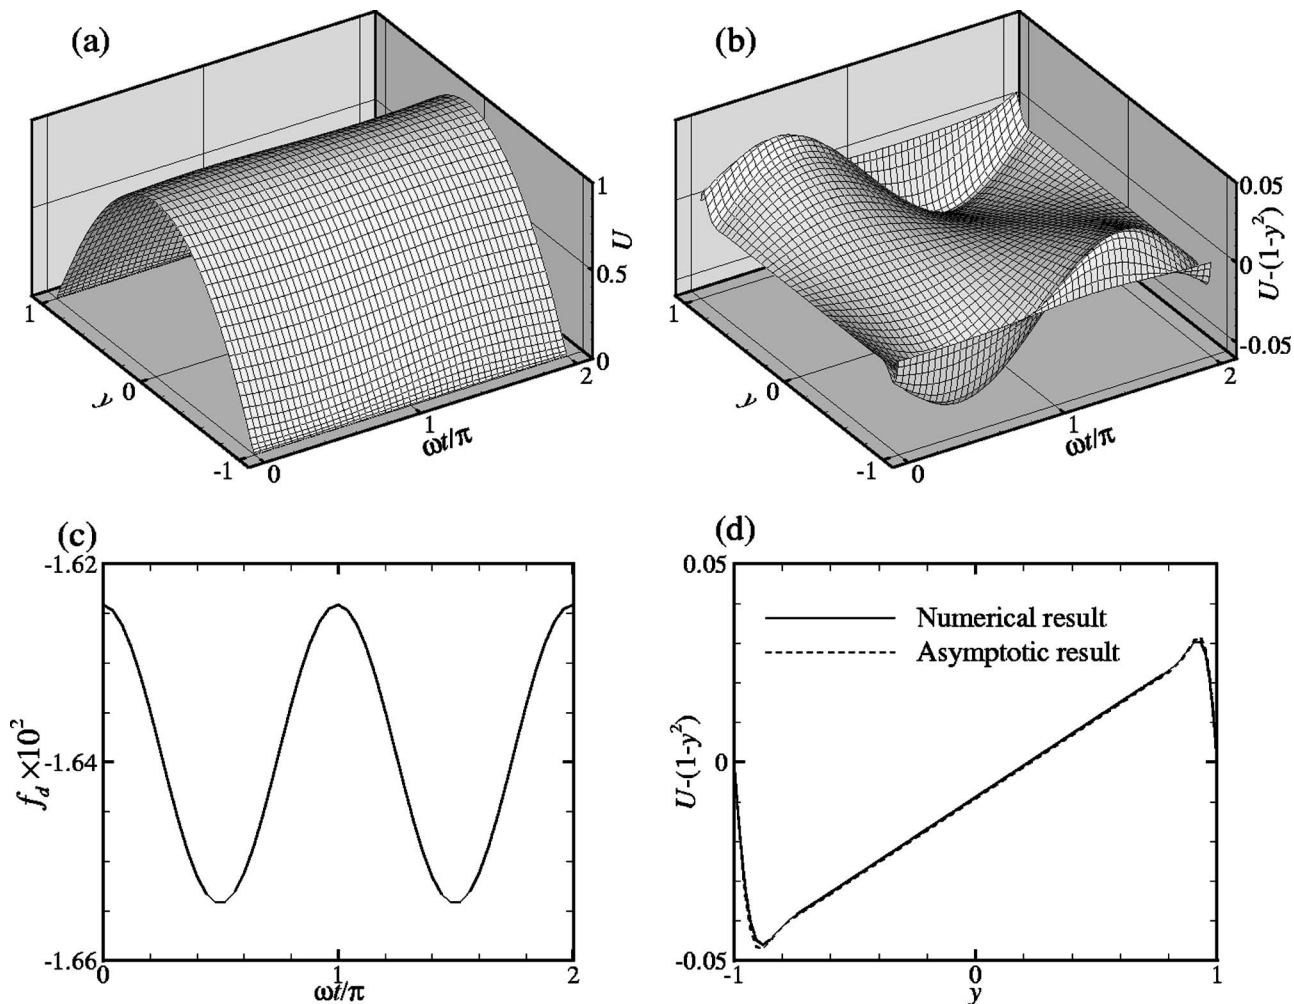 (a)
1
0.5
0
U
1
y
0
-1
0
1
2
ωt/π
(b)
0.05
0
-0.05
U-(1-y²)
1
y
0
-1
0
1
2
ωt/π
(c)
-1.62
-1.64
-1.66
f_d ×10²
0
1
2
ωt/π
(d)
0.05
0
-0.05
U-(1-y²)
Numerical result
Asymptotic result
-1
0
1
y